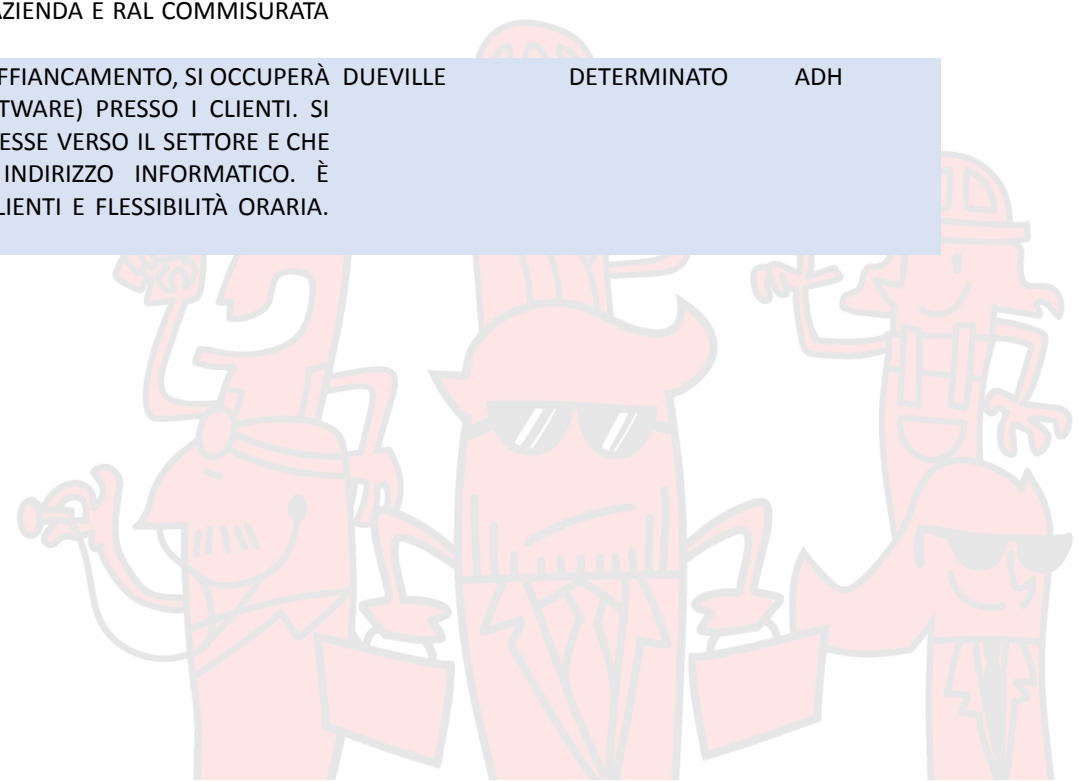 AZIENDA E RAL COMMISURATA
FFIANCAMENTO, SI OCCUPERÀ DUEVILLE DETERMINATO ADH
TWARE) PRESSO I CLIENTI. SI
ESSE VERSO IL SETTORE E CHE
INDIRIZZO INFORMATICO. È
LIENTI E FLESSIBILITÀ ORARIA.